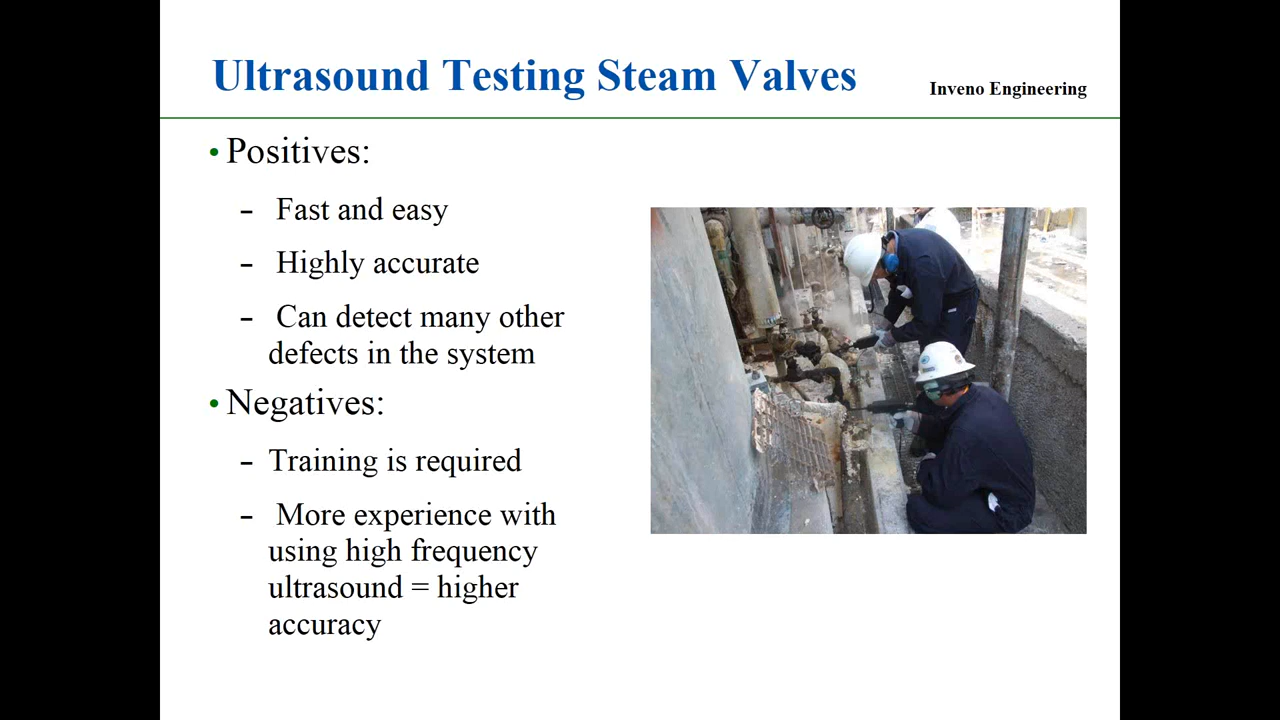 Ultrasound Testing Steam Valves
Inveno Engineering
• Positives:
- Fast and easy
- Highly accurate
- Can detect many other
defects in the system
• Negatives:
- Training is required
- More experience with
using high frequency
ultrasound = higher
accuracy